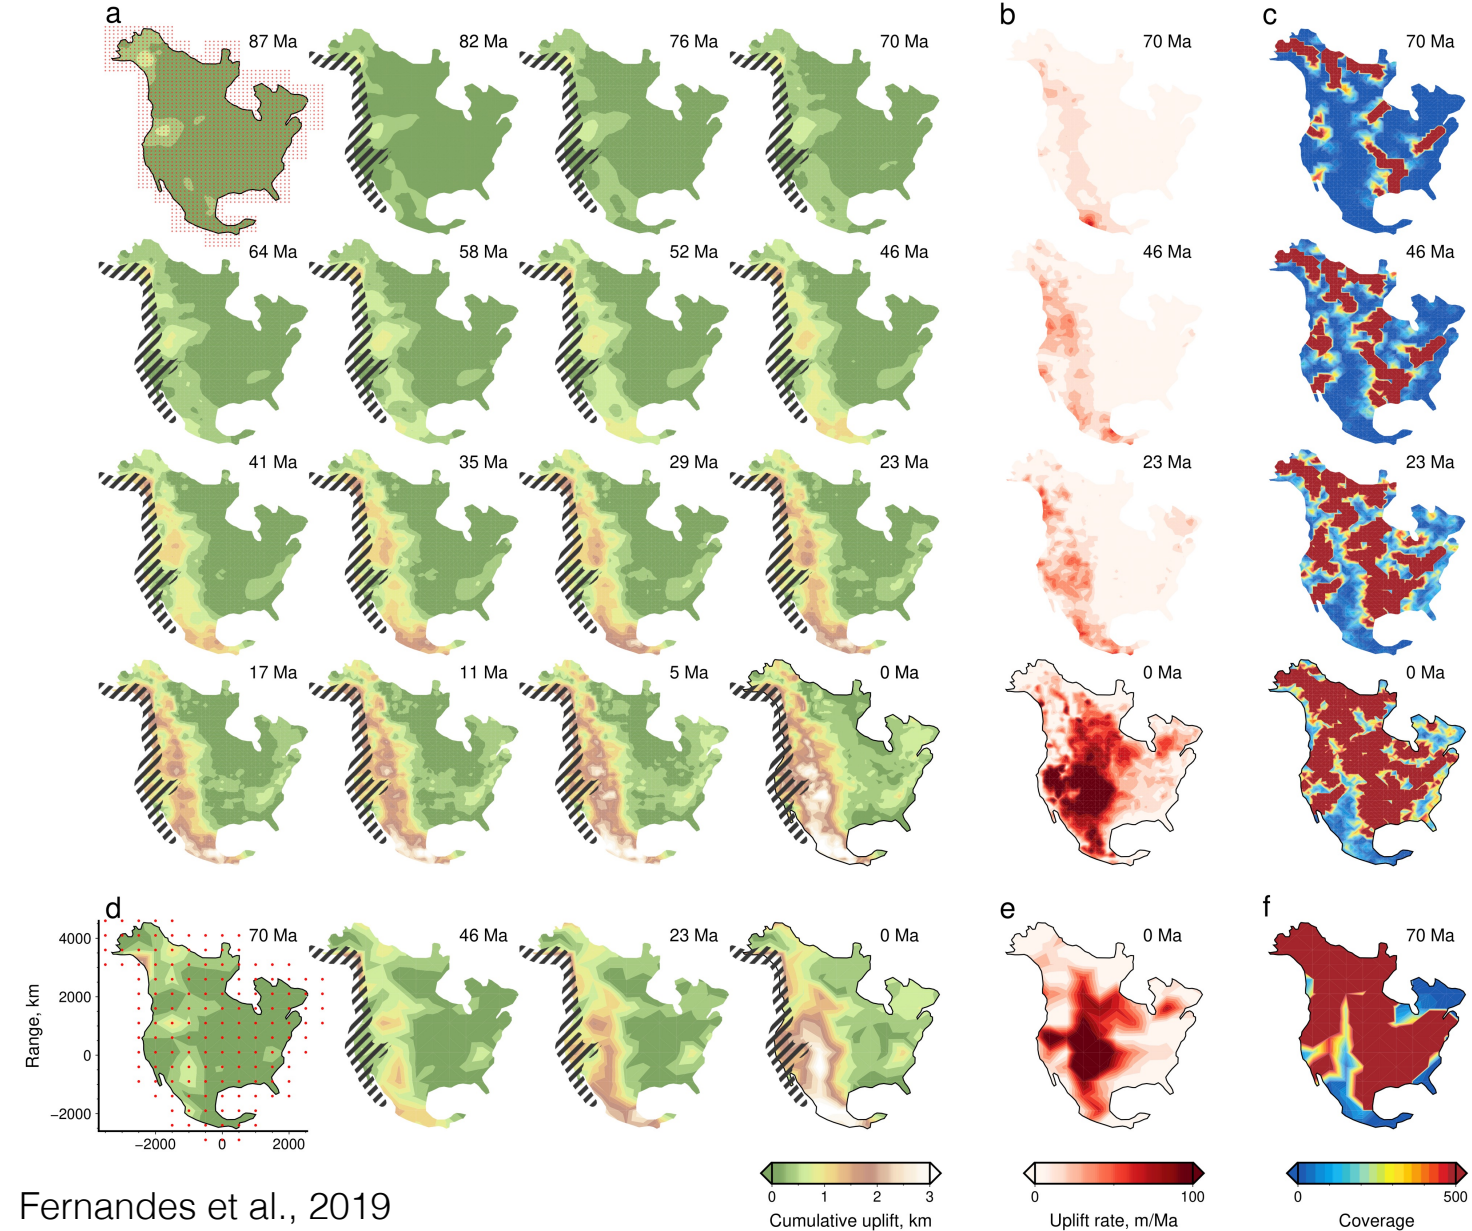 a
b
c
87 Ma
82 Ma
76 Ma
70 Ma
70 Ma
70 Ma
64 Ma
58 Ma
52 Ma
46 Ma
46 Ma
46 Ma
41 Ma
35 Ma
29 Ma
23 Ma
23 Ma
23 Ma
17 Ma
11 Ma
5 Ma
0 Ma
0 Ma
0 Ma
d
e
f
70 Ma
46 Ma
23 Ma
0 Ma
0 Ma
70 Ma
4000
2000
0
−2000
Range, km
−2000 0 2000
0 1 2 3
Cumulative uplift, km
0 100
Uplift rate, m/Ma
0 500
Coverage
Fernandes et al., 2019